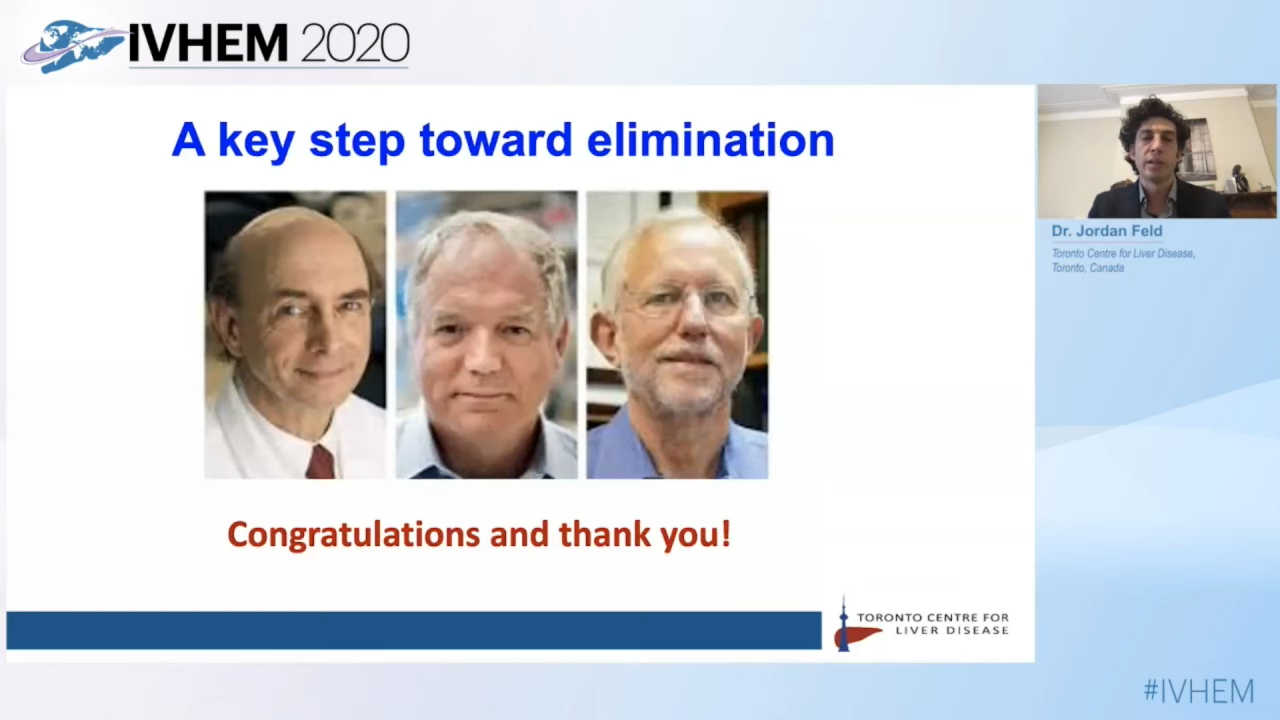 IVHEM 2020
A key step toward elimination
Congratulations and thank you!
TORONTO CENTRE FOR
LIVER DISEASE
Dr. Jordan Feld
Toronto Centre for Liver Disease,
Toronto, Canada
#IVHEM